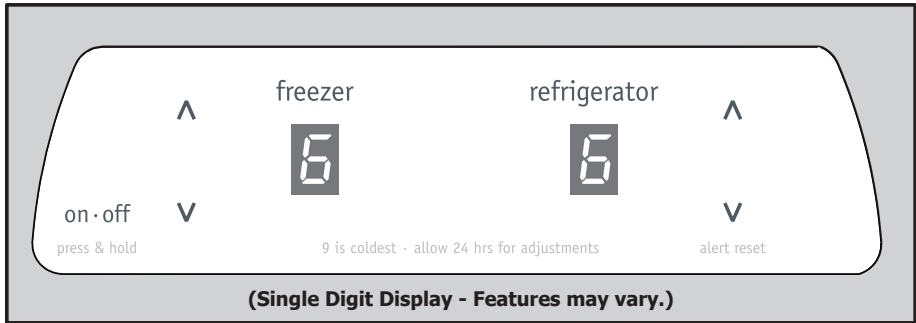 freezer refrigerator
∧ ∧
6 6
on·off ∨ ∨
press & hold 9 is coldest · allow 24 hrs for adjustments alert reset
(Single Digit Display - Features may vary.)